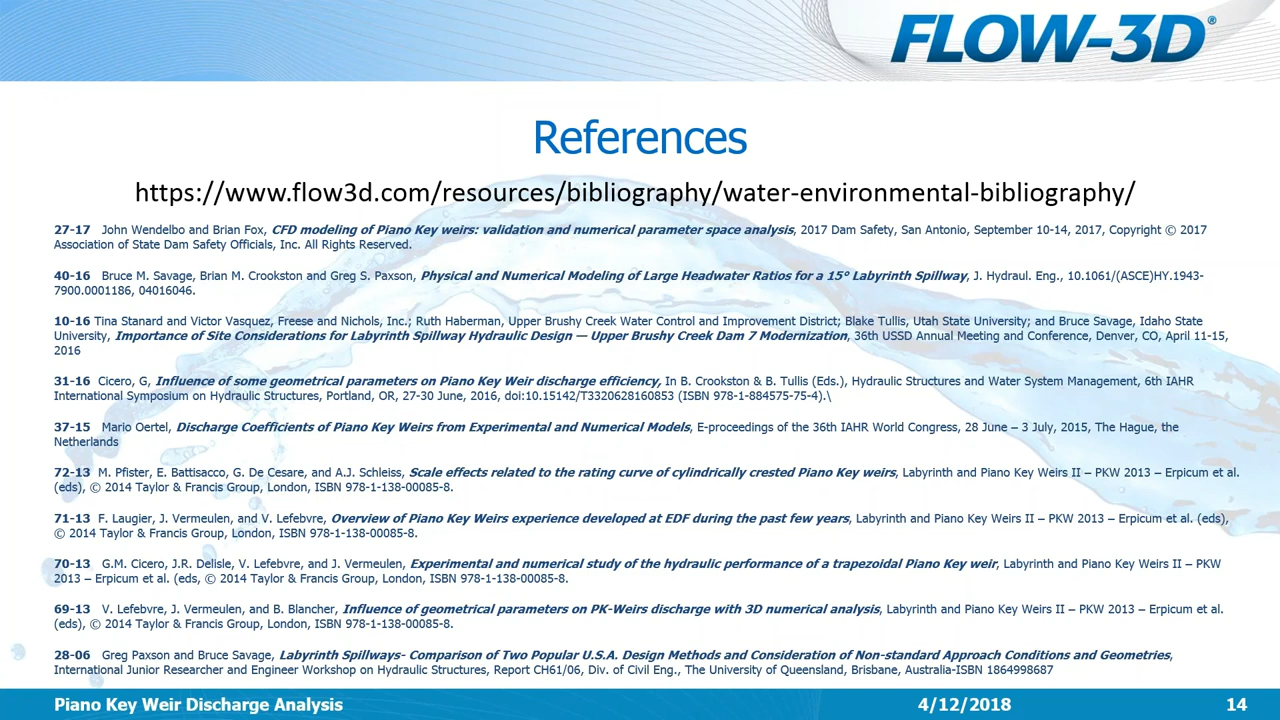 FLOW-3D®
References
https://www.flow3d.com/resources/bibliography/water-environmental-bibliography/
27-17 John Wendelbo and Brian Fox, CFD modeling of Piano Key weirs: validation and numerical parameter space analysis, 2017 Dam Safety, San Antonio, September 10-14, 2017, Copyright © 2017
Association of State Dam Safety Officials, Inc. All Rights Reserved.
40-16 Bruce M. Savage, Brian M. Crookston and Greg S. Paxson, Physical and Numerical Modeling of Large Headwater Ratios for a 15° Labyrinth Spillway, J. Hydraul. Eng., 10.1061/(ASCE)HY.1943-
7900.0001186, 04016046.
10-16 Tina Stanard and Victor Vasquez, Freese and Nichols, Inc.; Ruth Haberman, Upper Brushy Creek Water Control and Improvement District; Blake Tullis, Utah State University; and Bruce Savage, Idaho State
University, Importance of Site Considerations for Labyrinth Spillway Hydraulic Design — Upper Brushy Creek Dam 7 Modernization, 36th USSD Annual Meeting and Conference, Denver, CO, April 11-15,
2016
31-16 Cicero, G, Influence of some geometrical parameters on Piano Key Weir discharge efficiency, In B. Crookston & B. Tullis (Eds.), Hydraulic Structures and Water System Management, 6th IAHR
International Symposium on Hydraulic Structures, Portland, OR, 27-30 June, 2016, doi:10.15142/T3320628160853 (ISBN 978-1-884575-75-4).\
37-15 Mario Oertel, Discharge Coefficients of Piano Key Weirs from Experimental and Numerical Models, E-proceedings of the 36th IAHR World Congress, 28 June – 3 July, 2015, The Hague, the
Netherlands
72-13 M. Pfister, E. Battisacco, G. De Cesare, and A.J. Schleiss, Scale effects related to the rating curve of cylindrically crested Piano Key weirs, Labyrinth and Piano Key Weirs II – PKW 2013 – Erpicum et al.
(eds), © 2014 Taylor & Francis Group, London, ISBN 978-1-138-00085-8.
71-13 F. Laugier, J. Vermeulen, and V. Lefebvre, Overview of Piano Key Weirs experience developed at EDF during the past few years, Labyrinth and Piano Key Weirs II – PKW 2013 – Erpicum et al. (eds),
© 2014 Taylor & Francis Group, London, ISBN 978-1-138-00085-8.
70-13 G.M. Cicero, J.R. Delisle, V. Lefebvre, and J. Vermeulen, Experimental and numerical study of the hydraulic performance of a trapezoidal Piano Key weir, Labyrinth and Piano Key Weirs II – PKW
2013 – Erpicum et al. (eds, © 2014 Taylor & Francis Group, London, ISBN 978-1-138-00085-8.
69-13 V. Lefebvre, J. Vermeulen, and B. Blancher, Influence of geometrical parameters on PK-Weirs discharge with 3D numerical analysis, Labyrinth and Piano Key Weirs II – PKW 2013 – Erpicum et al.
(eds), © 2014 Taylor & Francis Group, London, ISBN 978-1-138-00085-8.
28-06 Greg Paxson and Bruce Savage, Labyrinth Spillways- Comparison of Two Popular U.S.A. Design Methods and Consideration of Non-standard Approach Conditions and Geometries,
International Junior Researcher and Engineer Workshop on Hydraulic Structures, Report CH61/06, Div. of Civil Eng., The University of Queensland, Brisbane, Australia-ISBN 1864998687
Piano Key Weir Discharge Analysis
4/12/2018
14